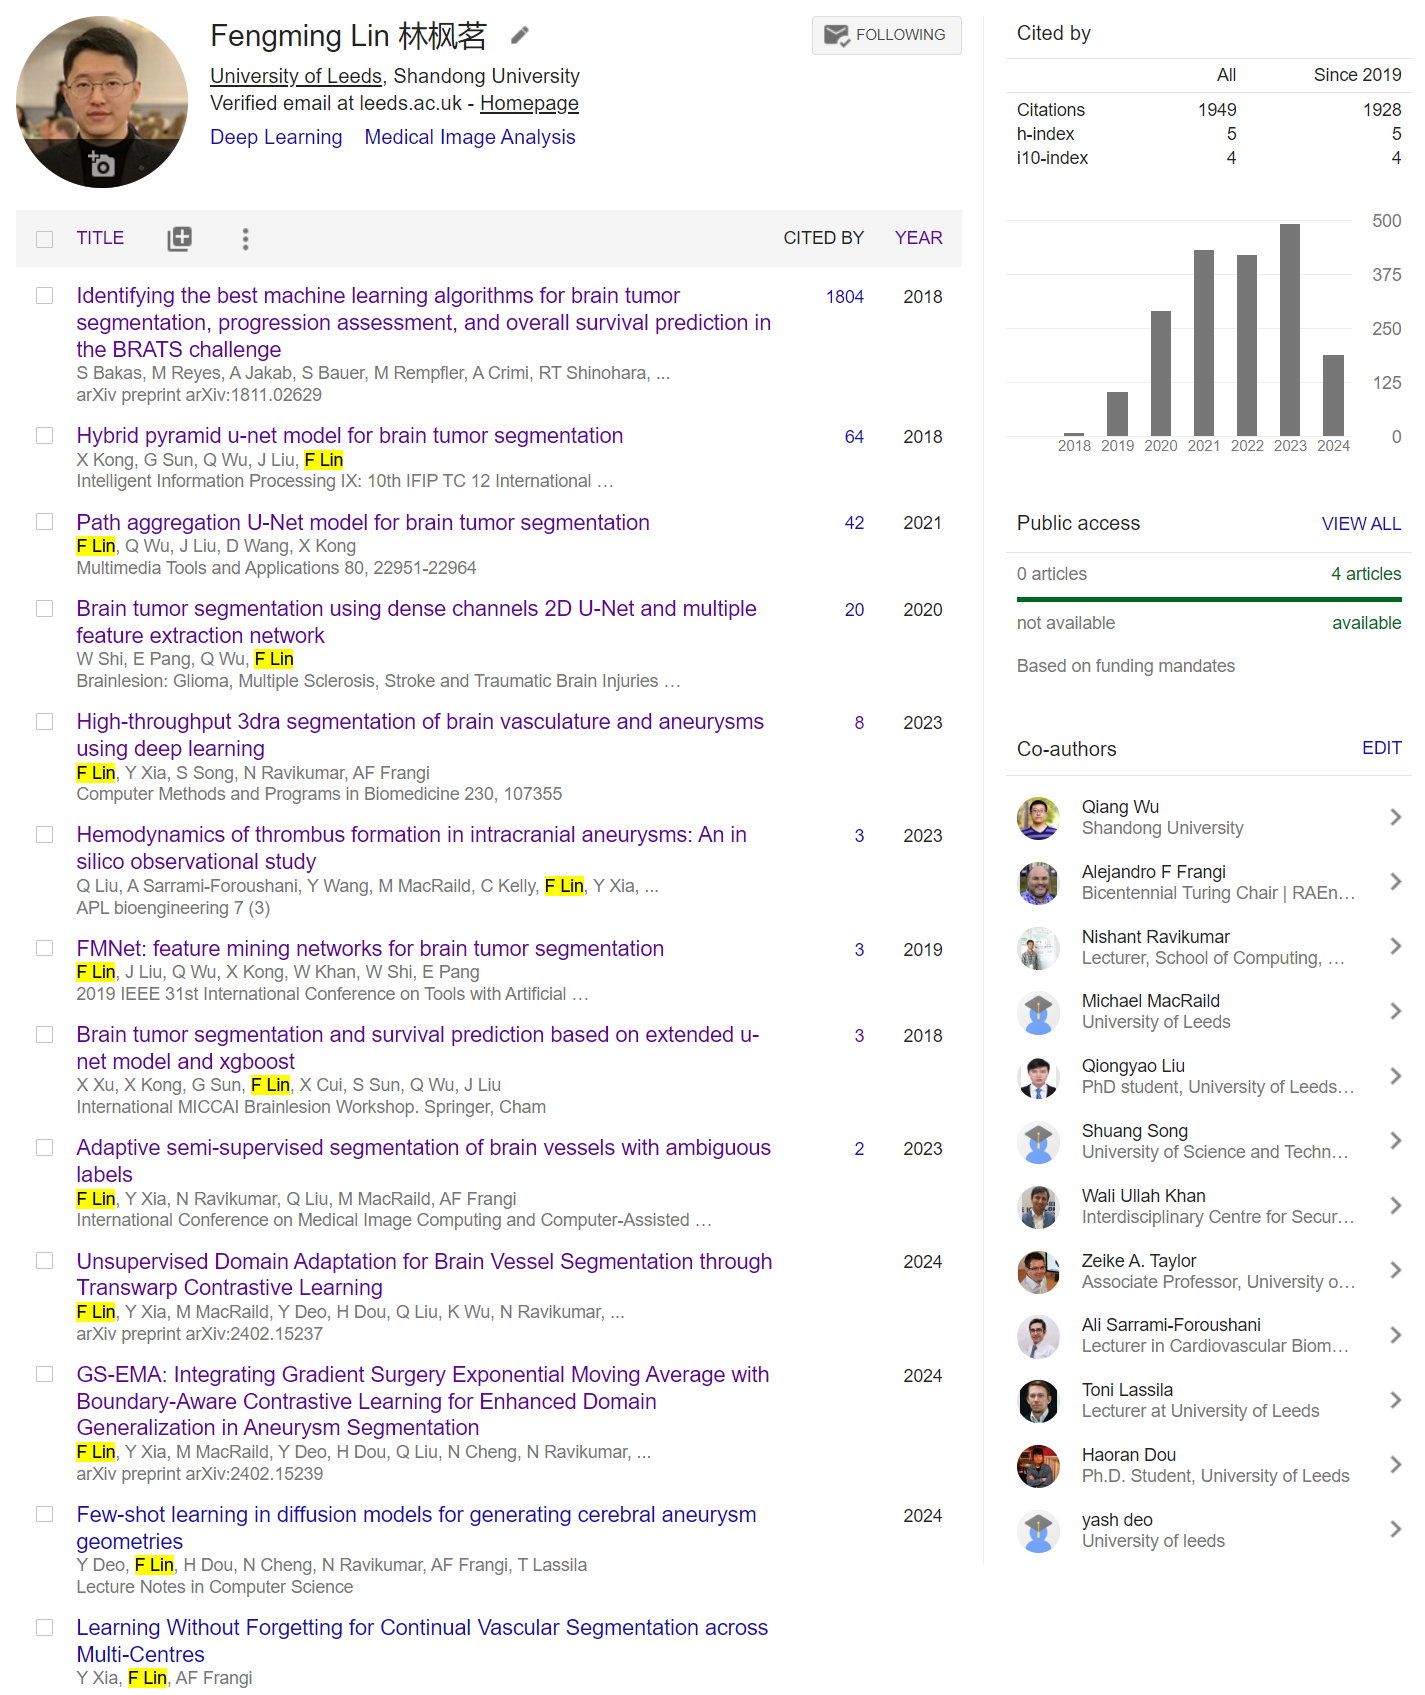 Fengming Lin 林枫茗
FOLLOWING
University of Leeds, Shandong University
Verified email at leeds.ac.uk - Homepage
Deep Learning Medical Image Analysis
TITLE CITED BY YEAR
Identifying the best machine learning algorithms for brain tumor 1804 2018
segmentation, progression assessment, and overall survival prediction in
the BRATS challenge
S Bakas, M Reyes, A Jakab, S Bauer, M Rempfler, A Crimi, RT Shinohara, ...
arXiv preprint arXiv:1811.02629
Hybrid pyramid u-net model for brain tumor segmentation 64 2018
X Kong, G Sun, Q Wu, J Liu, F Lin
Intelligent Information Processing IX: 10th IFIP TC 12 International …
Path aggregation U-Net model for brain tumor segmentation 42 2021
F Lin, Q Wu, J Liu, D Wang, X Kong
Multimedia Tools and Applications 80, 22951-22964
Brain tumor segmentation using dense channels 2D U-Net and multiple 20 2020
feature extraction network
W Shi, E Pang, Q Wu, F Lin
Brainlesion: Glioma, Multiple Sclerosis, Stroke and Traumatic Brain Injuries …
High-throughput 3dra segmentation of brain vasculature and aneurysms 8 2023
using deep learning
F Lin, Y Xia, S Song, N Ravikumar, AF Frangi
Computer Methods and Programs in Biomedicine 230, 107355
Hemodynamics of thrombus formation in intracranial aneurysms: An in 3 2023
silico observational study
Q Liu, A Sarrami-Foroushani, Y Wang, M MacRaild, C Kelly, F Lin, Y Xia, ...
APL bioengineering 7 (3)
FMNet: feature mining networks for brain tumor segmentation 3 2019
F Lin, J Liu, Q Wu, X Kong, W Khan, W Shi, E Pang
2019 IEEE 31st International Conference on Tools with Artificial …
Brain tumor segmentation and survival prediction based on extended u- 3 2018
net model and xgboost
X Xu, X Kong, G Sun, F Lin, X Cui, S Sun, Q Wu, J Liu
International MICCAI Brainlesion Workshop. Springer, Cham
Adaptive semi-supervised segmentation of brain vessels with ambiguous 2 2023
labels
F Lin, Y Xia, N Ravikumar, Q Liu, M MacRaild, AF Frangi
International Conference on Medical Image Computing and Computer-Assisted …
Unsupervised Domain Adaptation for Brain Vessel Segmentation through 2024
Transwarp Contrastive Learning
F Lin, Y Xia, M MacRaild, Y Deo, H Dou, Q Liu, K Wu, N Ravikumar, ...
arXiv preprint arXiv:2402.15237
GS-EMA: Integrating Gradient Surgery Exponential Moving Average with 2024
Boundary-Aware Contrastive Learning for Enhanced Domain
Generalization in Aneurysm Segmentation
F Lin, Y Xia, M MacRaild, Y Deo, H Dou, Q Liu, N Cheng, N Ravikumar, ...
arXiv preprint arXiv:2402.15239
Few-shot learning in diffusion models for generating cerebral aneurysm 2024
geometries
Y Deo, F Lin, H Dou, N Cheng, N Ravikumar, AF Frangi, T Lassila
Lecture Notes in Computer Science
Learning Without Forgetting for Continual Vascular Segmentation across
Multi-Centres
Y Xia, F Lin, AF Frangi
Cited by
All Since 2019
Citations 1949 1928
h-index 5 5
i10-index 4 4
500
375
250
125
0
2018 2019 2020 2021 2022 2023 2024
Public access VIEW ALL
0 articles 4 articles
not available available
Based on funding mandates
Co-authors EDIT
Qiang Wu
Shandong University
Alejandro F Frangi
Bicentennial Turing Chair | RAEn…
Nishant Ravikumar
Lecturer, School of Computing, …
Michael MacRaild
University of Leeds
Qiongyao Liu
PhD student, University of Leeds…
Shuang Song
University of Science and Techn…
Wali Ullah Khan
Interdisciplinary Centre for Secur…
Zeike A. Taylor
Associate Professor, University o…
Ali Sarrami-Foroushani
Lecturer in Cardiovascular Biom…
Toni Lassila
Lecturer at University of Leeds
Haoran Dou
Ph.D. Student, University of Leeds
yash deo
University of leeds